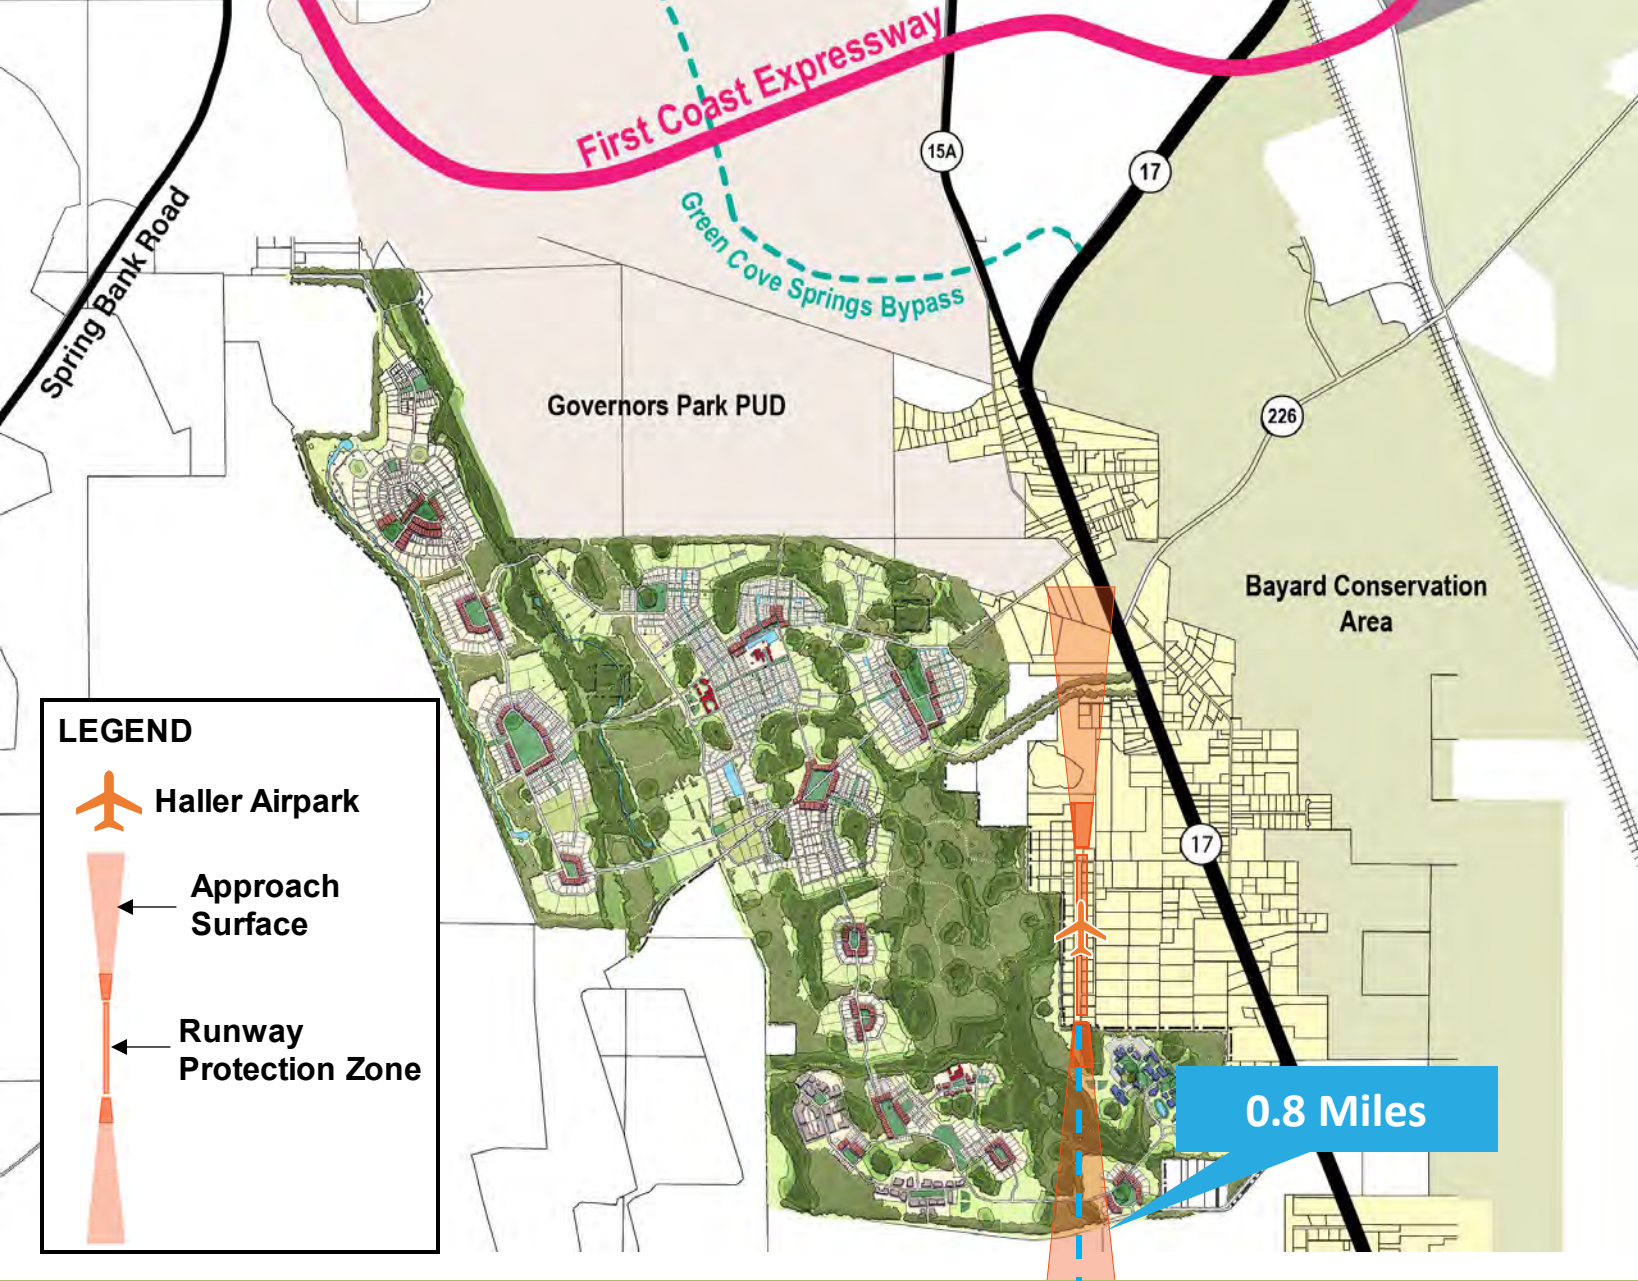 First Coast Expressway
15A
17
Spring Bank Road
Green Cove Springs Bypass
Governors Park PUD
226
Bayard Conservation
Area
LEGEND
Haller Airpark
Approach
Surface
Runway
Protection Zone
17
0.8 Miles